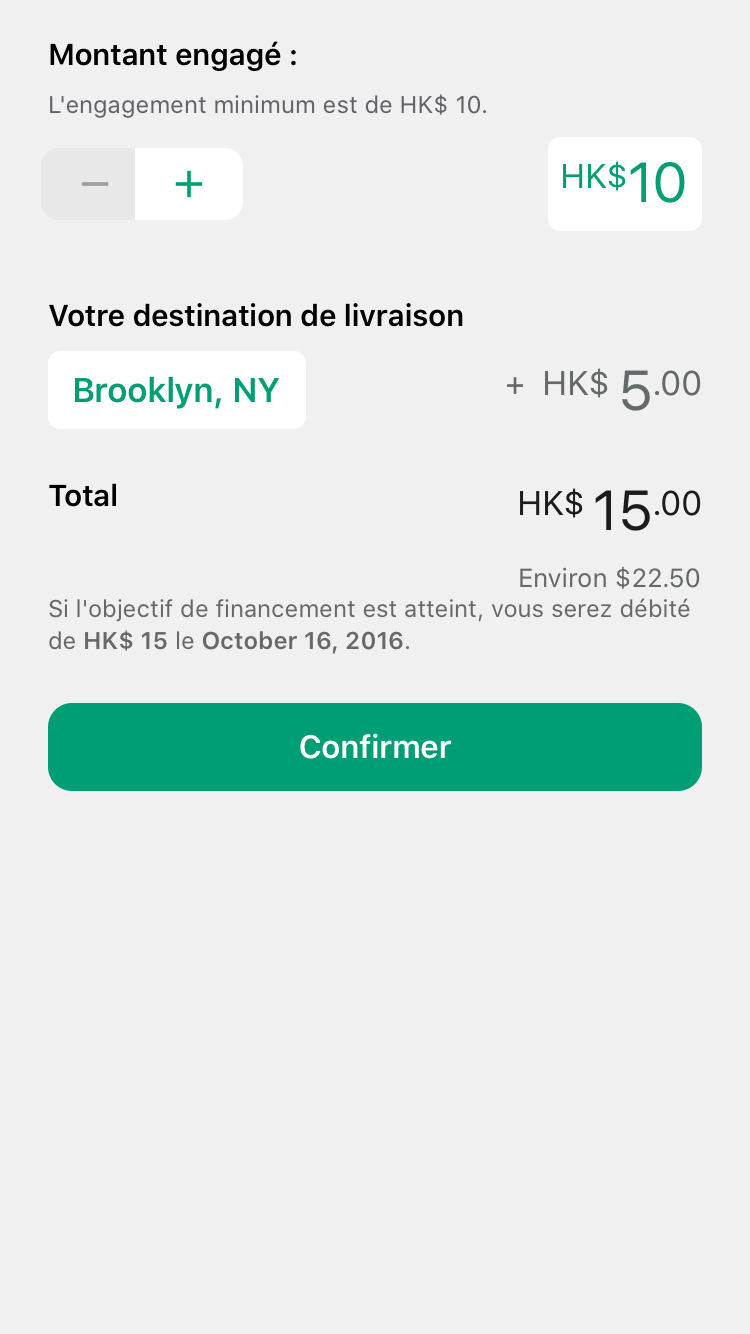 Montant engagé :
L'engagement minimum est de HK$ 10.
− +
HK$10
Votre destination de livraison
Brooklyn, NY
+ HK$ 5.00
Total
HK$ 15.00
Environ $22.50
Si l'objectif de financement est atteint, vous serez débité
de HK$ 15 le October 16, 2016.
Confirmer